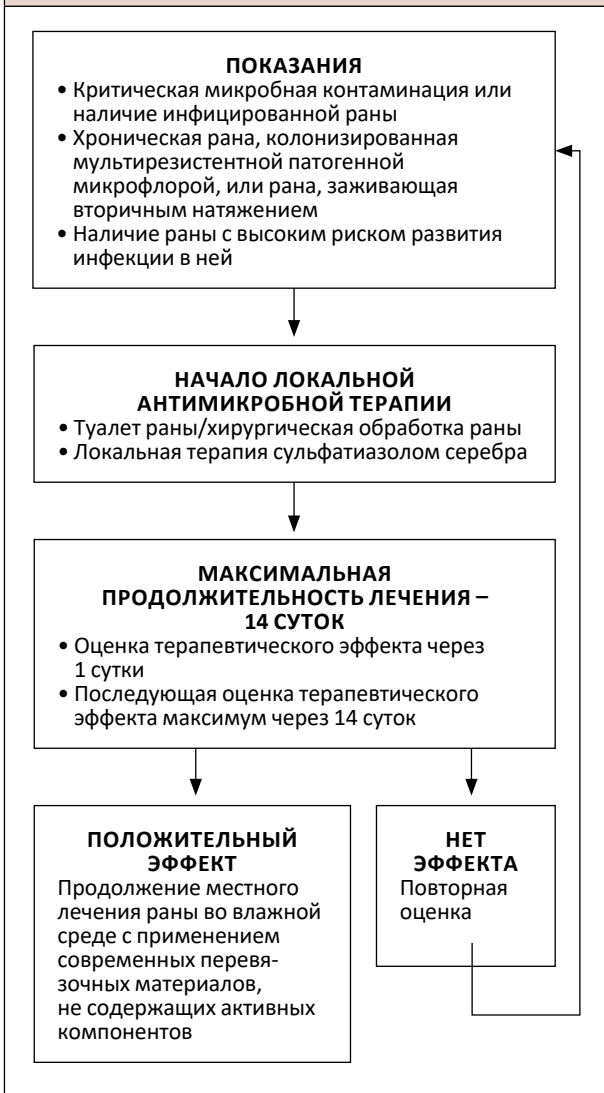 ПОКАЗАНИЯ
• Критическая микробная контаминация или
наличие инфицированной раны
• Хроническая рана, колонизированная
мультирезистентной патогенной
микрофлорой, или рана, заживающая
вторичным натяжением
• Наличие раны с высоким риском развития
инфекции в ней
НАЧАЛО ЛОКАЛЬНОЙ
АНТИМИКРОБНОЙ ТЕРАПИИ
• Туалет раны/хирургическая обработка раны
• Локальная терапия сульфатиазолом серебра
МАКСИМАЛЬНАЯ
ПРОДОЛЖИТЕЛЬНОСТЬ ЛЕЧЕНИЯ –
14 СУТОК
• Оценка терапевтического эффекта через
1 сутки
• Последующая оценка терапевтического
эффекта максимум через 14 суток
ПОЛОЖИТЕЛЬНЫЙ
ЭФФЕКТ
Продолжение местного
лечения раны во влажной
среде с применением
современных перевя-
зочных материалов,
не содержащих активных
компонентов
НЕТ
ЭФФЕКТА
Повторная
оценка